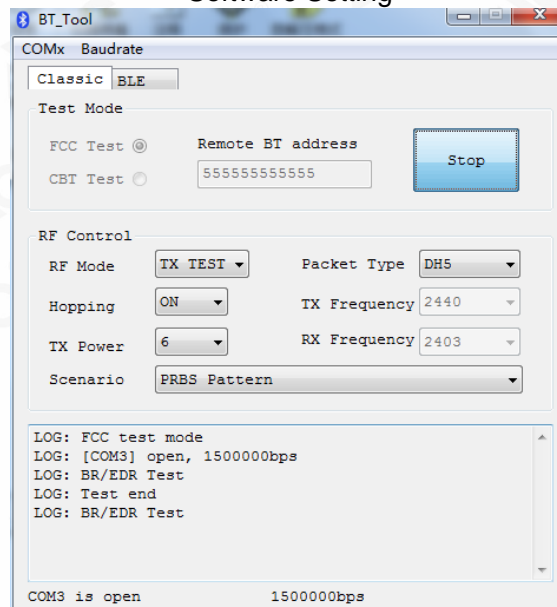 Software Setting
BT_Tool
COMx Baudrate
Classic BLE
Test Mode
FCC Test Remote BT address
Stop
CBT Test 555555555555
RF Control
RF Mode TX TEST Packet Type DH5
Hopping ON TX Frequency 2440
TX Power 6 RX Frequency 2403
Scenario PRBS Pattern
LOG: FCC test mode
LOG: [COM3] open, 1500000bps
LOG: BR/EDR Test
LOG: Test end
LOG: BR/EDR Test
COM3 is open 1500000bps